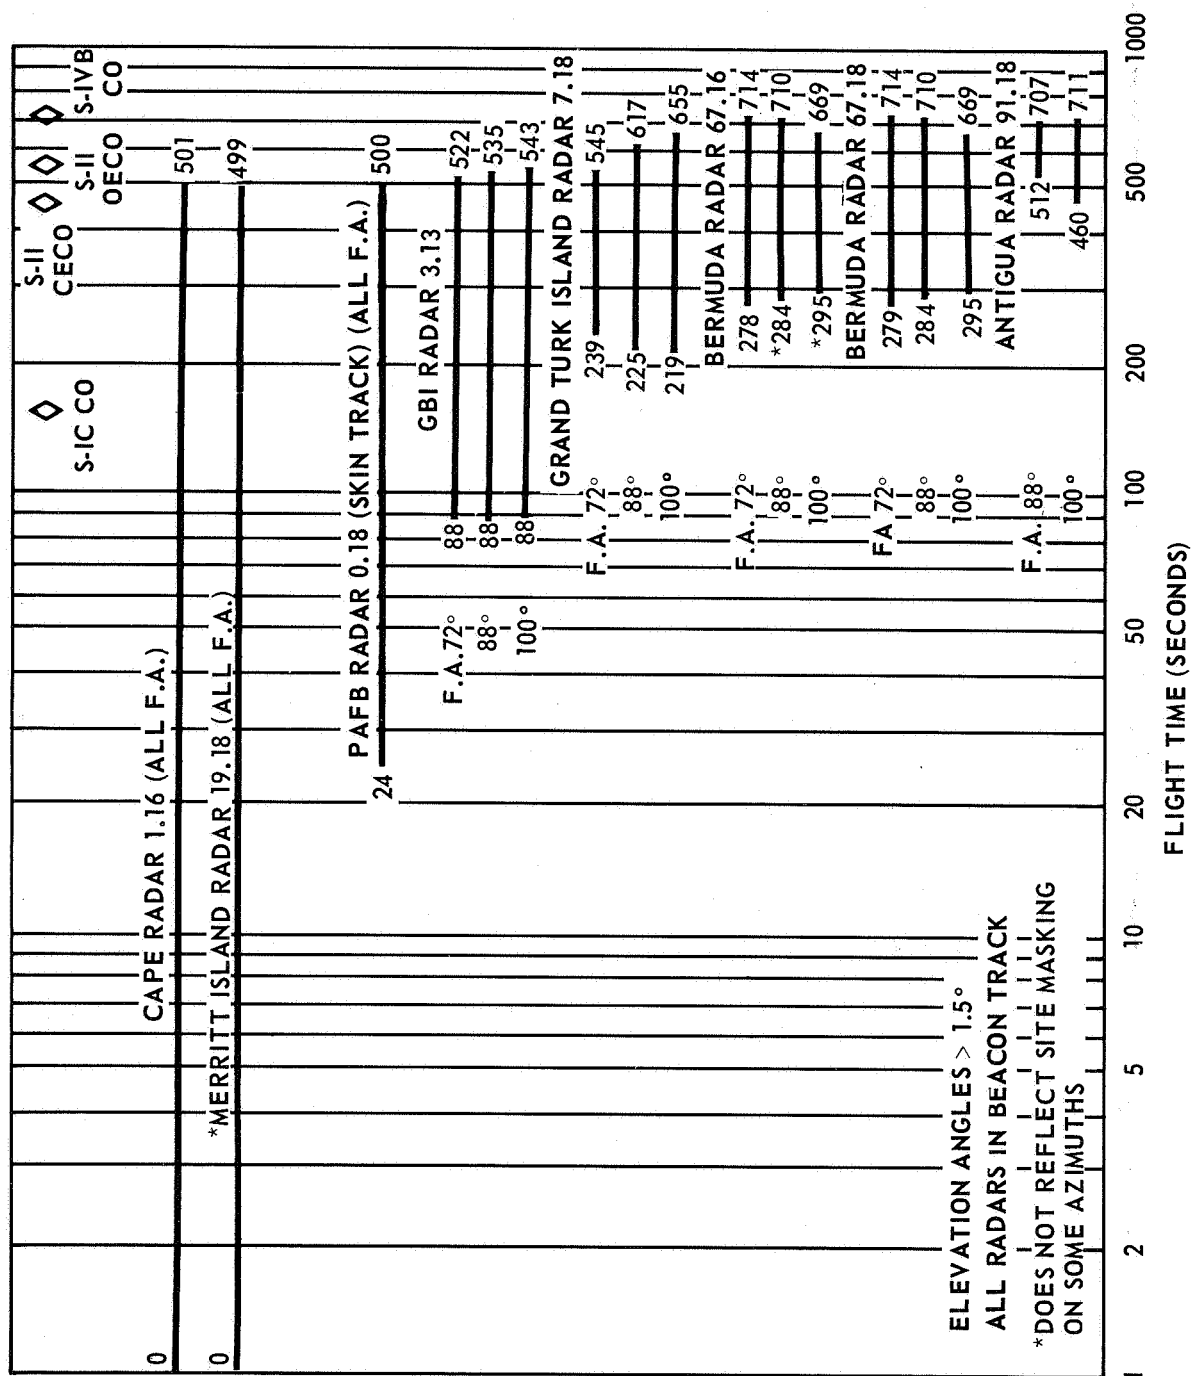 S-IC CO
S-II
CECO
S-II
OECO
S-IVB
CO
CAPE RADAR 1.16 (ALL F.A.)
0
501
*MERRITT ISLAND RADAR 19.18 (ALL F.A.)
0
499
PAFB RADAR 0.18 (SKIN TRACK) (ALL F.A.)
24
500
GBI RADAR 3.13
F.A. 72° 88 522
88° 88 535
100° 88 543
GRAND TURK ISLAND RADAR 7.18
F.A. 72° 239 545
88° 225 617
100° 219 655
BERMUDA RADAR 67.16
F.A. 72° 278 714
88° *284 710
100° *295 669
BERMUDA RADAR 67.18
FA 72° 279 714
88° 284 710
100° 295 669
ANTIGUA RADAR 91.18
F.A. 88° 512 707
100° 460 711
ELEVATION ANGLES > 1.5°
ALL RADARS IN BEACON TRACK
*DOES NOT REFLECT SITE MASKING
ON SOME AZIMUTHS
1 2 5 10 20 50 100 200 500 1000
FLIGHT TIME (SECONDS)